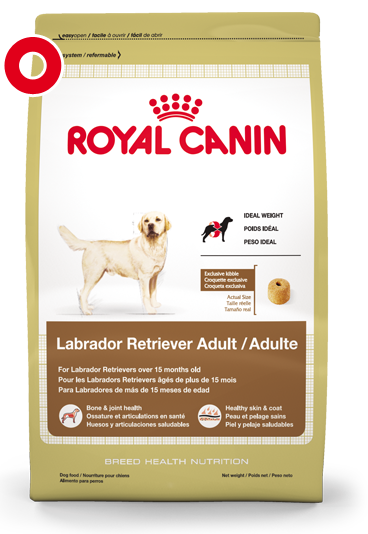 easyopen / facile à ouvrir / fácil de abrir
system / refermable
ROYAL CANIN
IDEAL WEIGHT
POIDS IDÉAL
PESO IDEAL
Exclusive kibble
Croquette exclusive
Croqueta exclusiva
Actual Size
Taille réelle
Tamaño real
Labrador Retriever Adult / Adulte
For Labrador Retrievers over 15 months old
Pour les Labradors Retrievers âgés de plus de 15 mois
Para Labradores de más de 15 meses de edad
Bone & joint health
Ossature et articulations en santé
Huesos y articulaciones saludables
Healthy skin & coat
Peau et pelage sains
Piel y pelaje saludables
BREED HEALTH NUTRITION
Dog food / Nourriture pour chiens
Alimento para perros
Net weight / Poids net / Peso neto